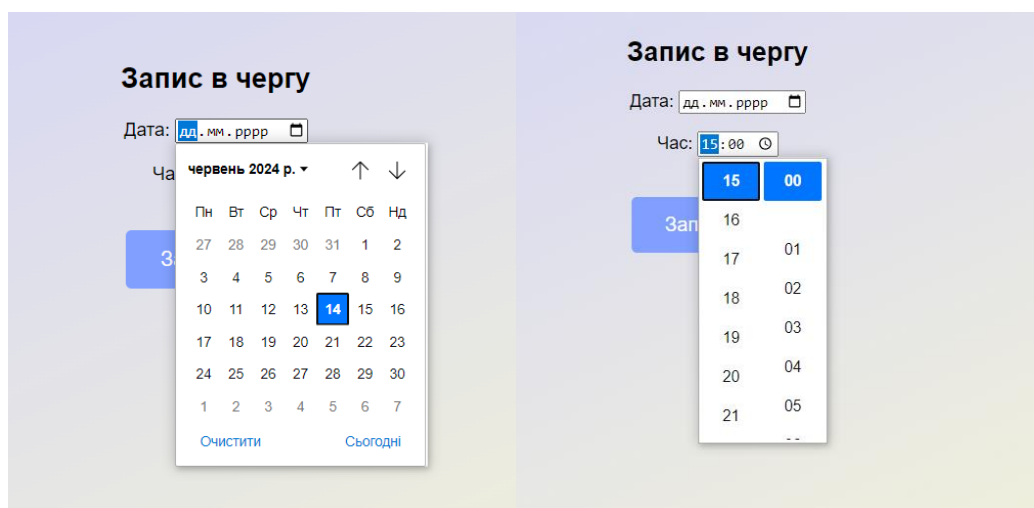 Запис в чергу
Дата: дд.мм.рррр
Ча
червень 2024 р.
Пн Вт Ср Чт Пт Сб Нд
27 28 29 30 31 1 2
3 4 5 6 7 8 9
10 11 12 13 14 15 16
17 18 19 20 21 22 23
24 25 26 27 28 29 30
1 2 3 4 5 6 7
Очистити Сьогодні
З
Запис в чергу
Дата: дд.мм.рррр
Час: 15:00
15 00
16
17 01
18 02
19 03
20 04
21 05
Зап